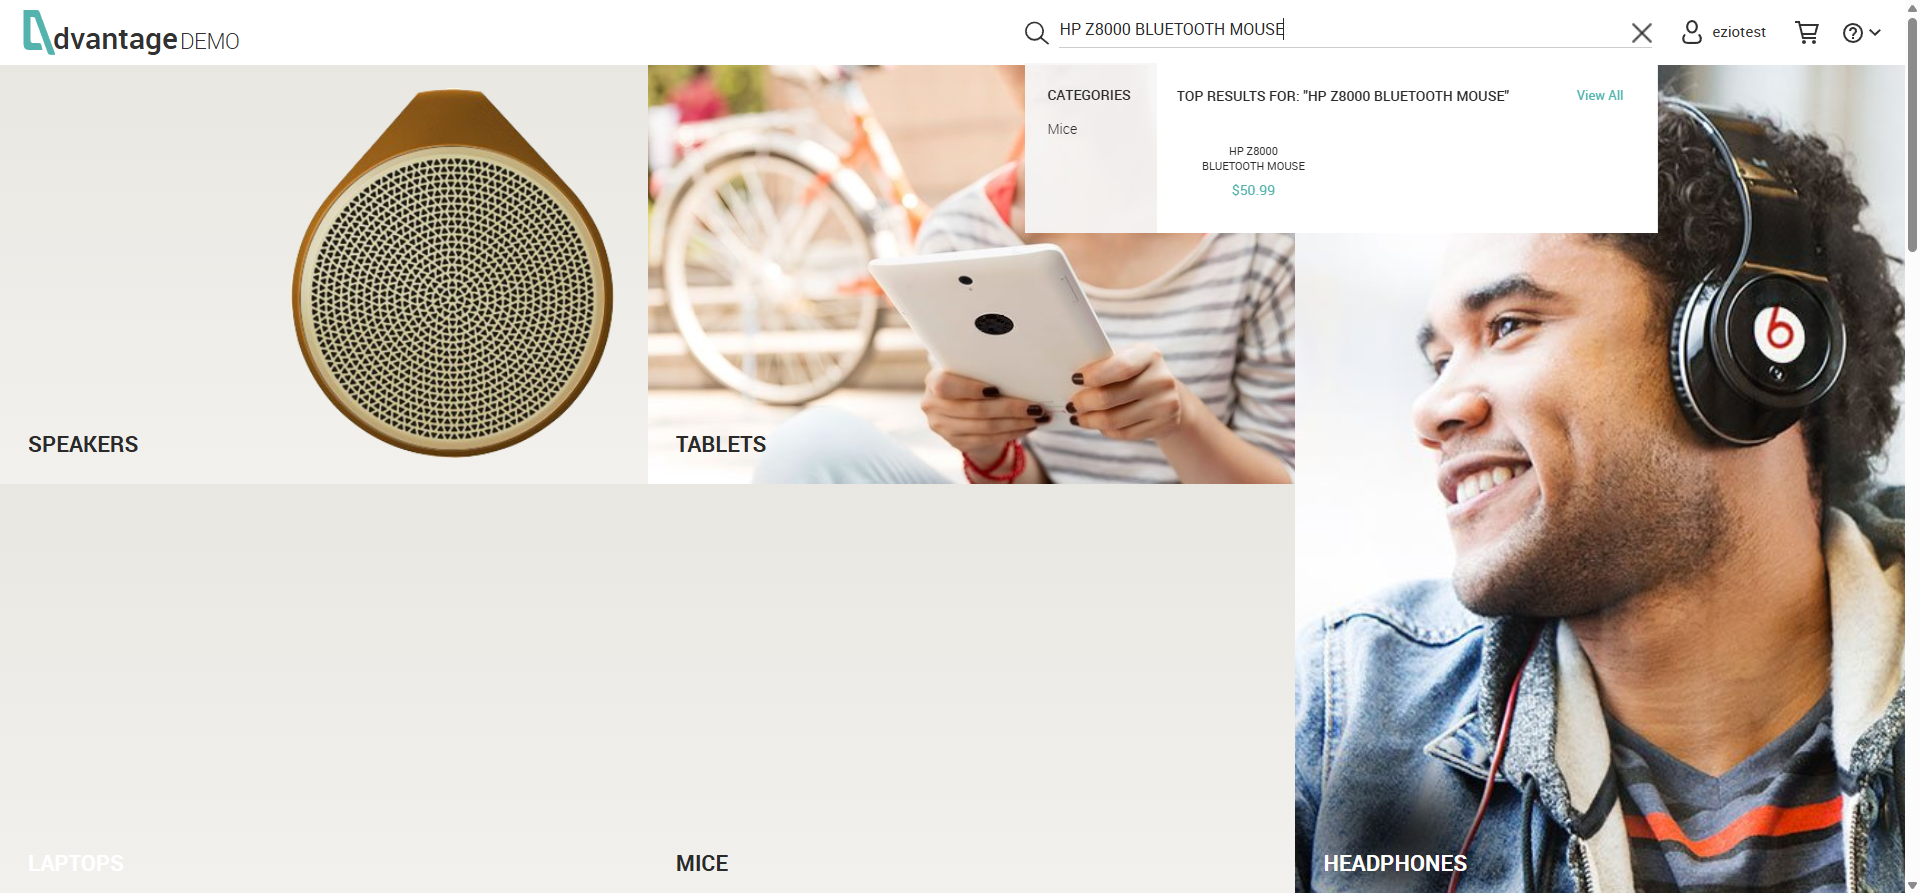 dvantage DEMO
HP Z8000 BLUETOOTH MOUSE
eziotest
CATEGORIES
Mice
TOP RESULTS FOR: "HP Z8000 BLUETOOTH MOUSE"
View All
HP Z8000
BLUETOOTH MOUSE
$50.99
SPEAKERS
TABLETS
LAPTOPS
MICE
HEADPHONES